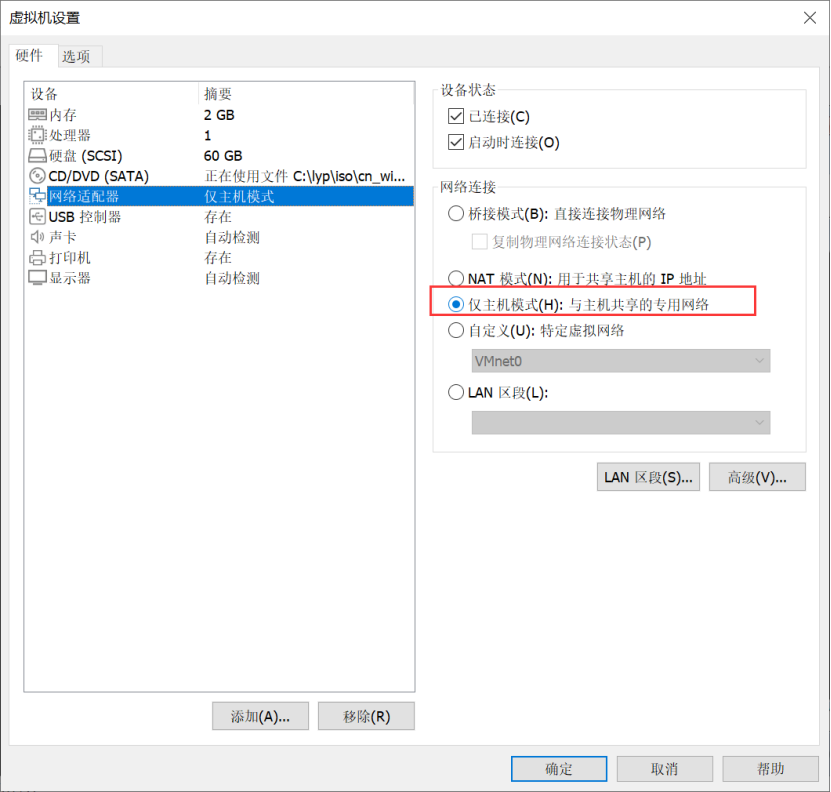 虚拟机设置
硬件 选项
设备 摘要
内存 2 GB
处理器 1
硬盘 (SCSI) 60 GB
CD/DVD (SATA) 正在使用文件 C:\lyp\iso\cn_wi...
网络适配器 仅主机模式
USB 控制器 存在
声卡 自动检测
打印机 存在
显示器 自动检测
添加(A)... 移除(R)
设备状态
已连接(C)
启动时连接(O)
网络连接
桥接模式(B): 直接连接物理网络
复制物理网络连接状态(P)
NAT 模式(N): 用于共享主机的 IP 地址
仅主机模式(H): 与主机共享的专用网络
自定义(U): 特定虚拟网络
VMnet0
LAN 区段(L):
LAN 区段(S)... 高级(V)...
确定 取消 帮助